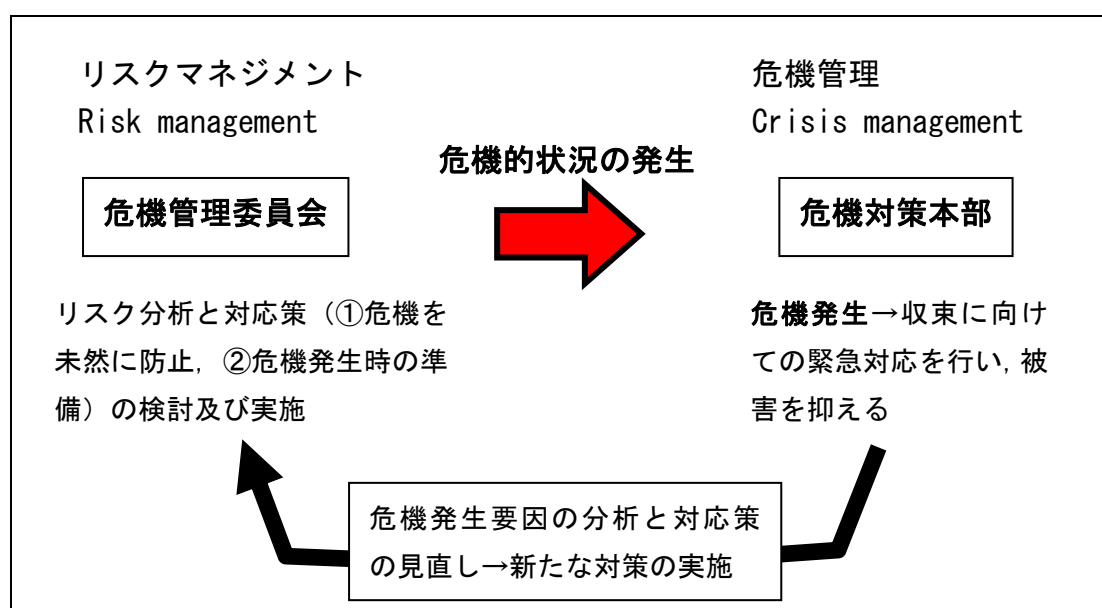 リスクマネジメント
Risk management
危機管理委員会
リスク分析と対応策（①危機を
未然に防止，②危機発生時の準
備）の検討及び実施
危機的状況の発生
危機管理
Crisis management
危機対策本部
危機発生→収束に向け
ての緊急対応を行い，被
害を抑える
危機発生要因の分析と対応策
の見直し→新たな対策の実施